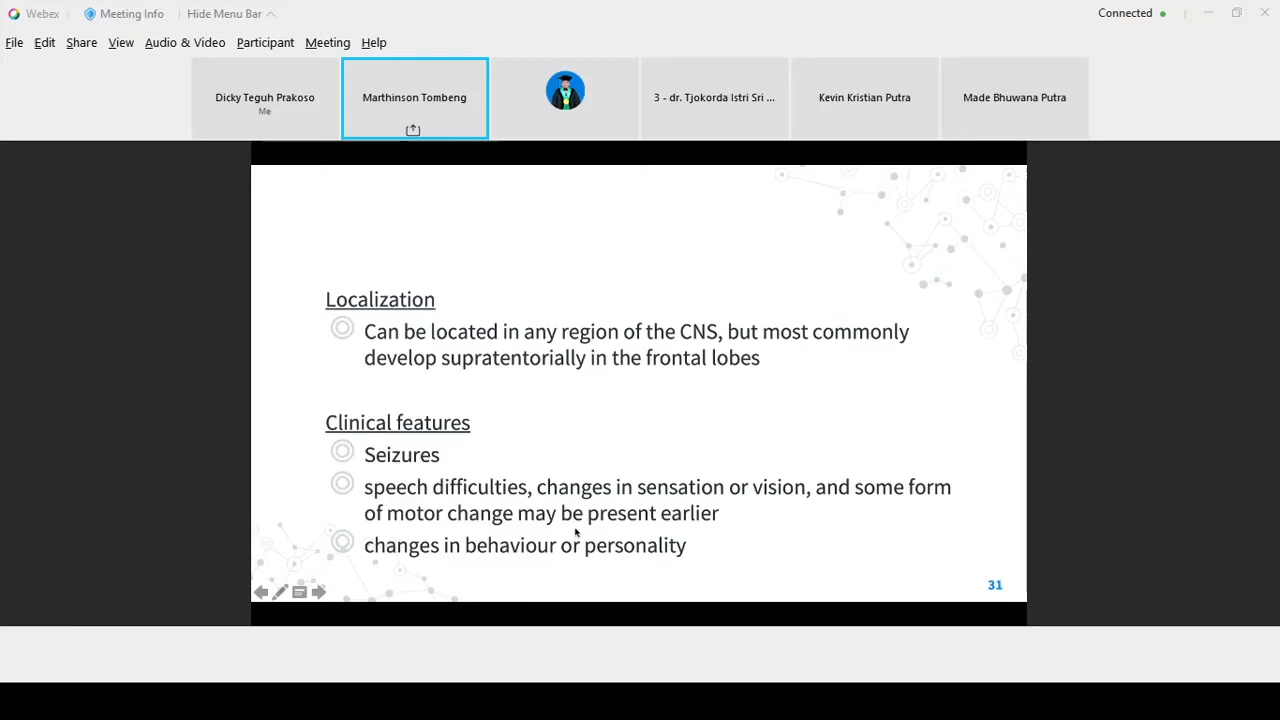 Webex
Meeting Info
Hide Menu Bar
Connected
File Edit Share View Audio & Video Participant Meeting Help
Dicky Teguh Prakoso
Me
Marthinson Tombeng
3 - dr. Tjokorda Istri Sri ...
Kevin Kristian Putra
Made Bhuwana Putra
Localization
Can be located in any region of the CNS, but most commonly
develop supratentorially in the frontal lobes
Clinical features
Seizures
speech difficulties, changes in sensation or vision, and some form
of motor change may be present earlier
changes in behaviour or personality
31